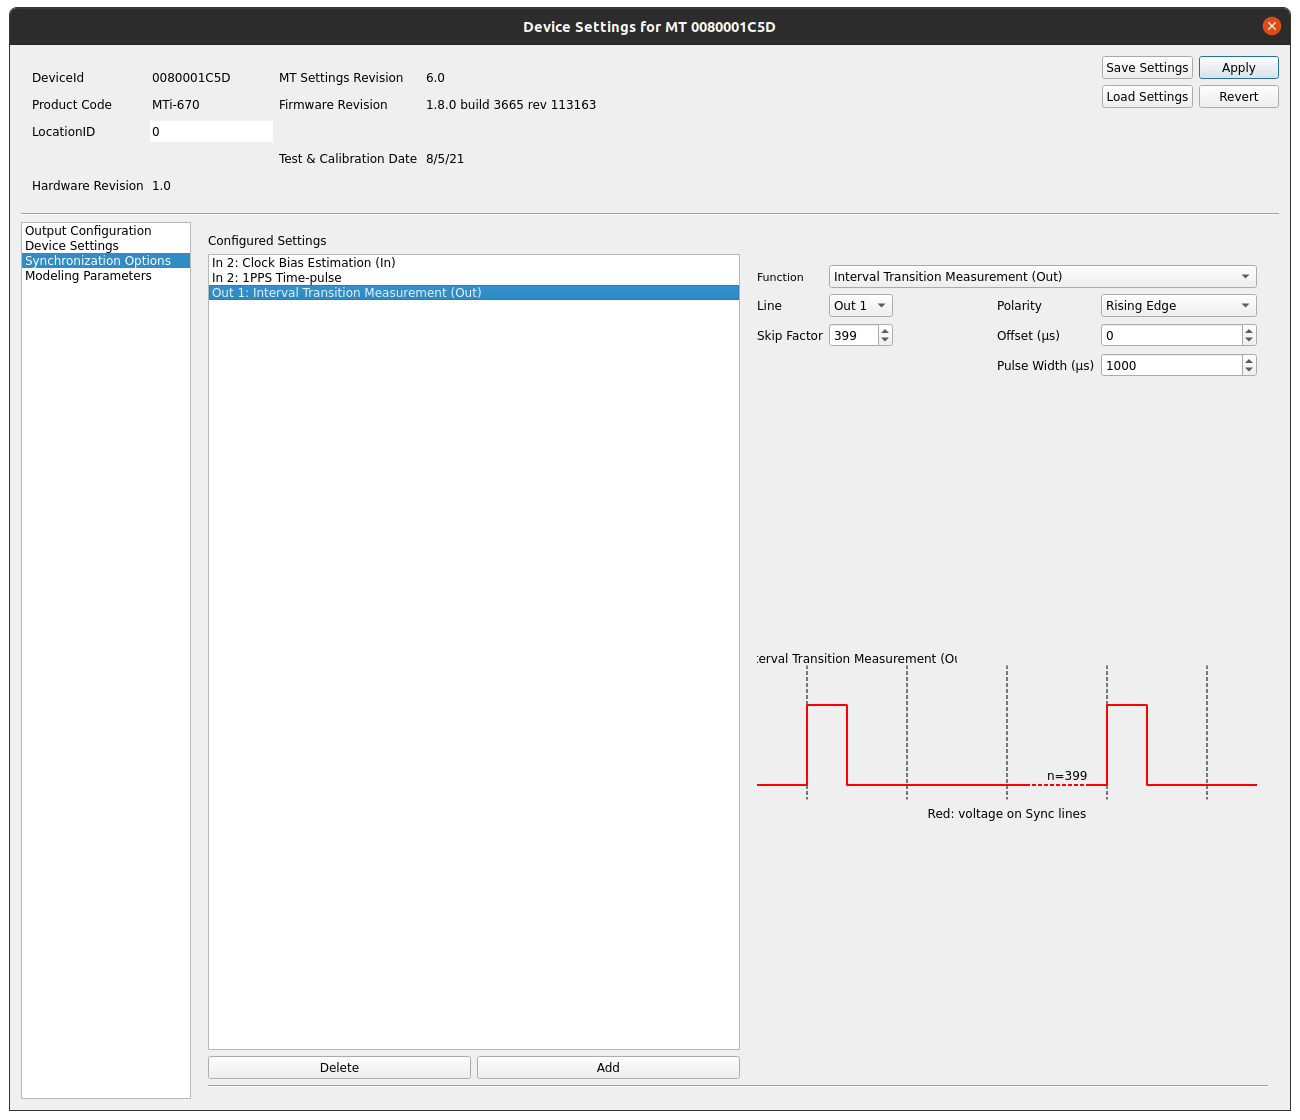 Device Settings for MT 0080001C5D
DeviceId 0080001C5D MT Settings Revision 6.0
Save Settings Apply
Product Code MTi-670 Firmware Revision 1.8.0 build 3665 rev 113163
Load Settings Revert
LocationID 0
Test & Calibration Date 8/5/21
Hardware Revision 1.0
Output Configuration
Device Settings
Synchronization Options
Modeling Parameters
Configured Settings
In 2: Clock Bias Estimation (In)
In 2: 1PPS Time-pulse
Out 1: Interval Transition Measurement (Out)
Delete Add
Function Interval Transition Measurement (Out)
Line Out 1 Polarity Rising Edge
Skip Factor 399 Offset (µs) 0
Pulse Width (µs) 1000
terval Transition Measurement (Ou
n=399
Red: voltage on Sync lines